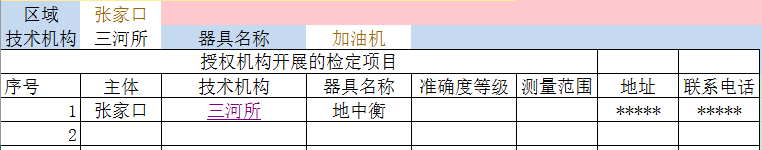 区域 张家口
技术机构 三河所 器具名称 加油机
授权机构开展的检定项目
序号 主体 技术机构 器具名称 准确度等级 测量范围 地址 联系电话
1 张家口 三河所 地中衡 ***** *****
2